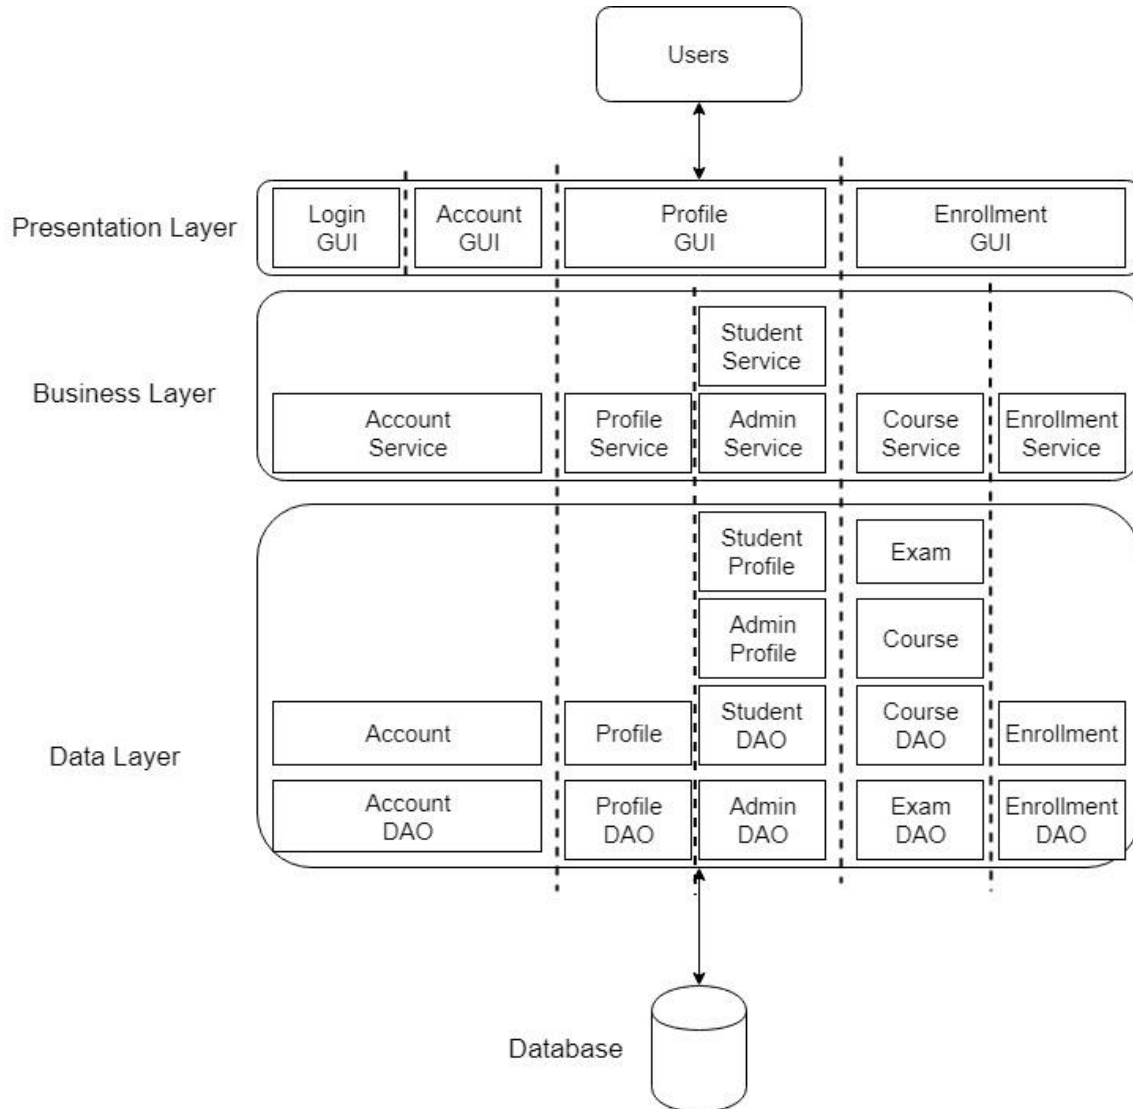 Users
Presentation Layer
Login
GUI
Account
GUI
Profile
GUI
Enrollment
GUI
Business Layer
Student
Service
Account
Service
Profile
Service
Admin
Service
Course
Service
Enrollment
Service
Data Layer
Student
Profile
Exam
Admin
Profile
Course
Account
Profile
Student
DAO
Course
DAO
Enrollment
Account
DAO
Profile
DAO
Admin
DAO
Exam
DAO
Enrollment
DAO
Database